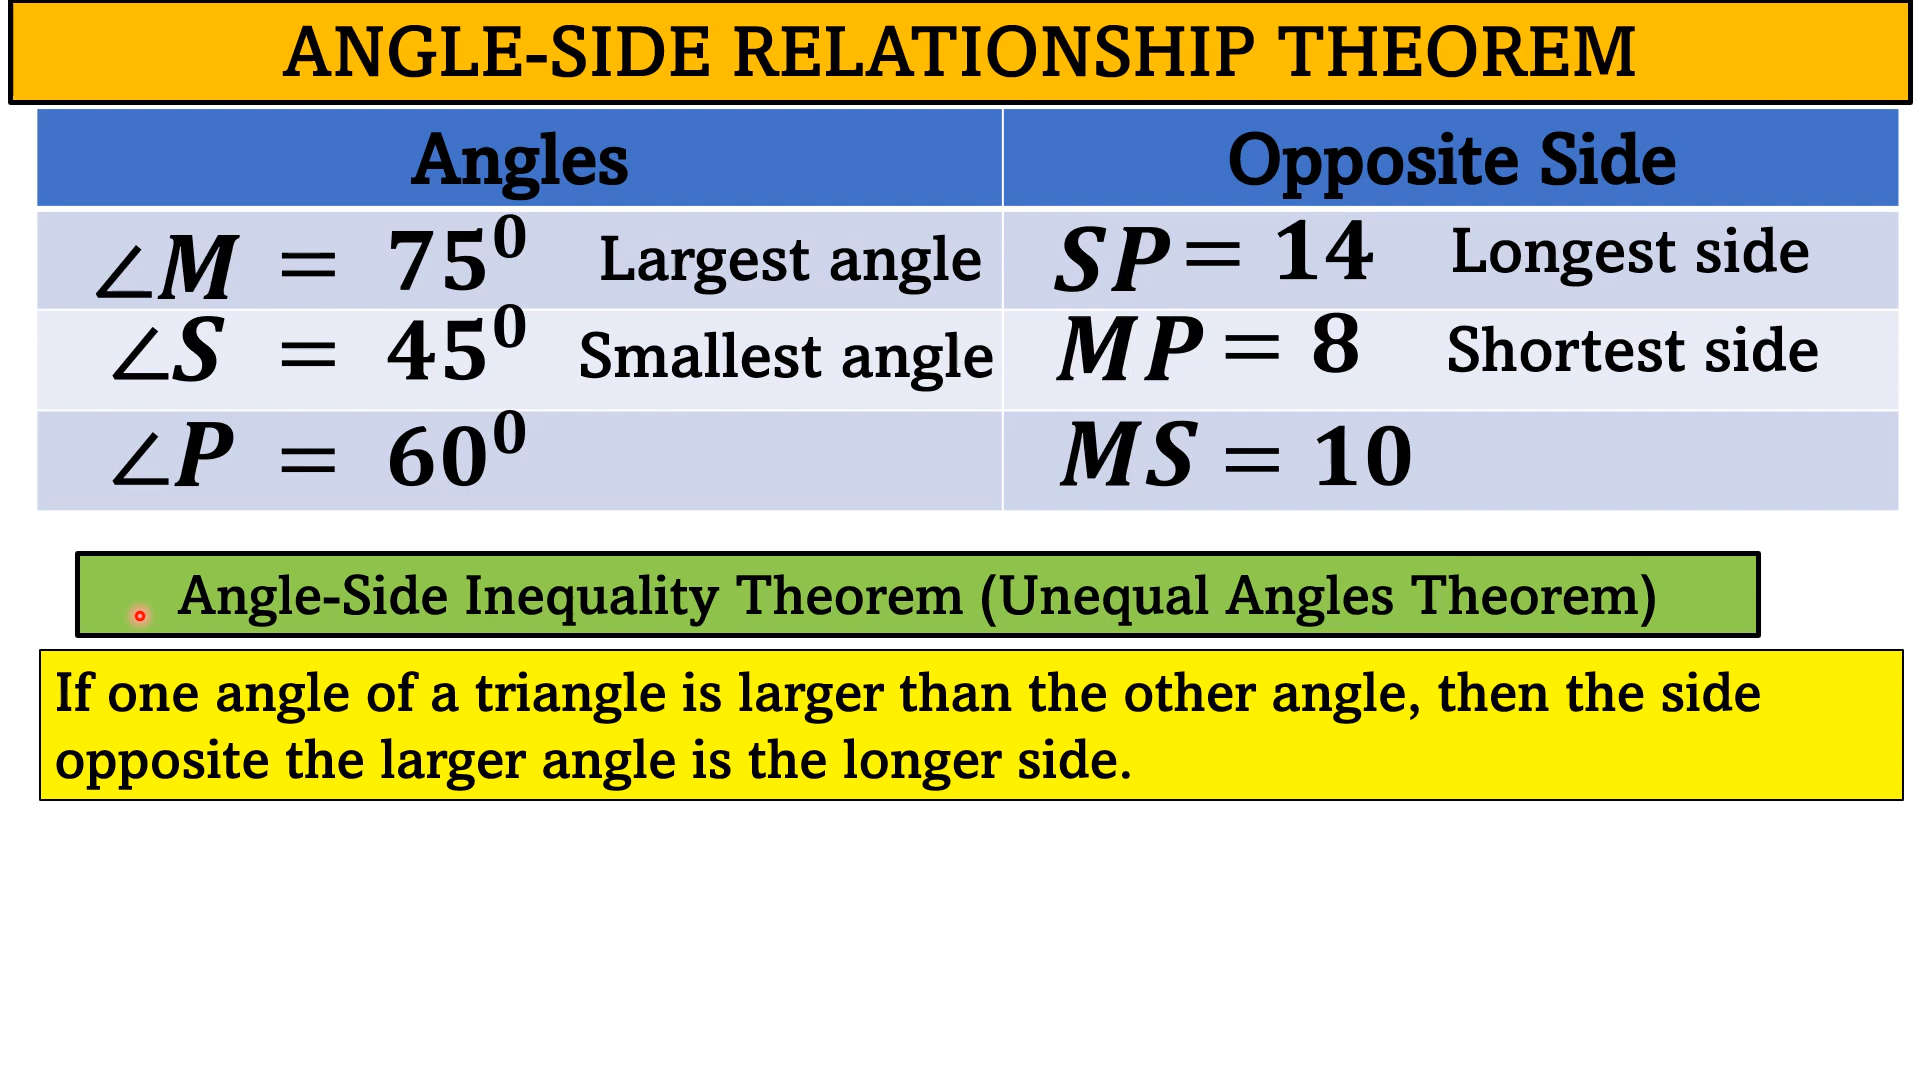 ANGLE-SIDE RELATIONSHIP THEOREM
Angles Opposite Side
∠M = 75⁰ Largest angle SP = 14 Longest side
∠S = 45⁰ Smallest angle MP = 8 Shortest side
∠P = 60⁰ MS = 10
Angle-Side Inequality Theorem (Unequal Angles Theorem)
If one angle of a triangle is larger than the other angle, then the side
opposite the larger angle is the longer side.